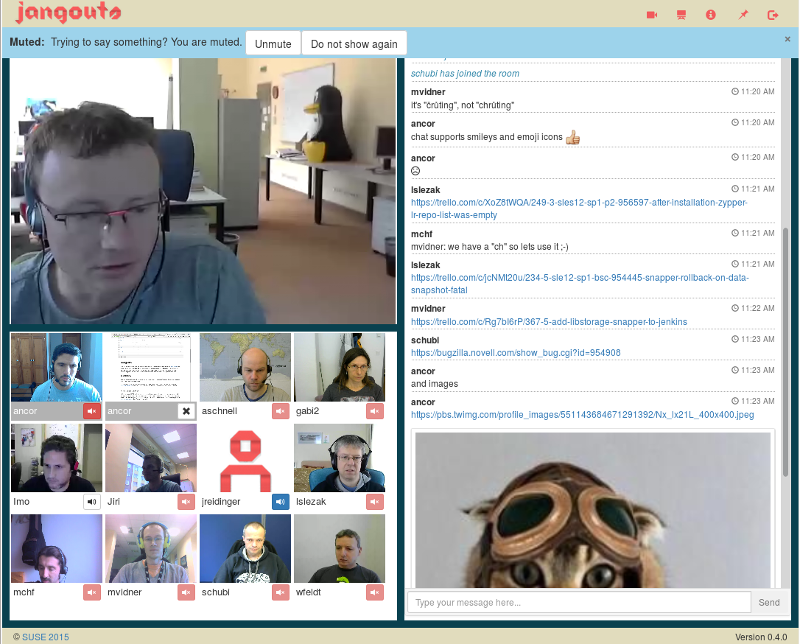 jangouts
Muted: Trying to say something? You are muted. Unmute Do not show again ×
schubi has joined the room
mvidner 11:20 AM
it's "črůting", not "chrůting"
ancor 11:20 AM
chat supports smileys and emoji icons
ancor 11:20 AM
lslezak 11:21 AM
https://trello.com/c/XoZ8fWQA/249-3-sles12-sp1-p2-956597-after-installation-zypper-
lr-repo-list-was-empty
mchf 11:21 AM
mvidner: we have a "ch" so lets use it ;-)
lslezak 11:21 AM
https://trello.com/c/jcNMt20u/234-5-sle12-sp1-bsc-954445-snapper-rollback-on-data-
snapshot-fatal
mvidner 11:22 AM
https://trello.com/c/Rg7bI6rP/367-5-add-libstorage-snapper-to-jenkins
schubi 11:23 AM
https://bugzilla.novell.com/show_bug.cgi?id=954908
ancor 11:23 AM
and images
ancor 11:23 AM
https://pbs.twimg.com/profile_images/551143684671291392/Nx_Ix21L_400x400.jpeg
ancor ancor aschnell gabi2
lmo Jiri jreidinger lslezak
mchf mvidner schubi wfeidt
Type your message here... Send
© SUSE 2015 Version 0.4.0